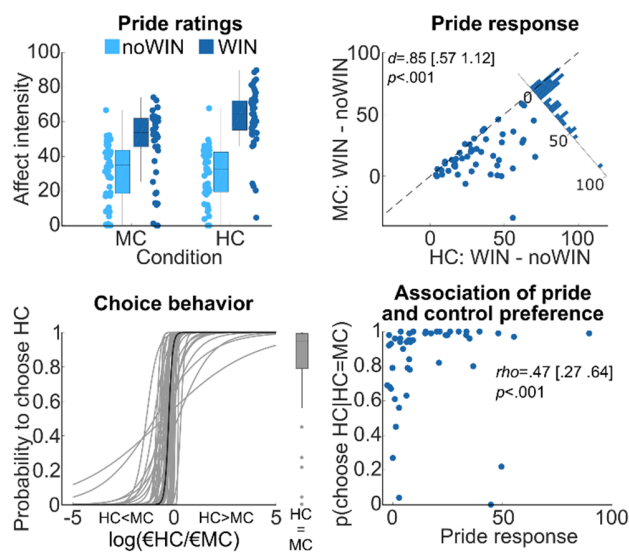 Pride ratings
noWIN WIN
Affect intensity
100
80
60
40
20
0
MC HC
Condition
Pride response
d=.85 [.57 1.12]
p<.001
MC: WIN - noWIN
100
50
0
0
50
100
0 50 100
HC: WIN - noWIN
Choice behavior
Probability to choose HC
1
0.8
0.6
0.4
0.2
0
HC<MC HC>MC
-5 0 5
log(€HC/€MC)
HC
=
MC
Association of pride
and control preference
p(choose HC|HC=MC)
1
0.8
0.6
0.4
0.2
0
rho=.47 [.27 .64]
p<.001
0 50 100
Pride response